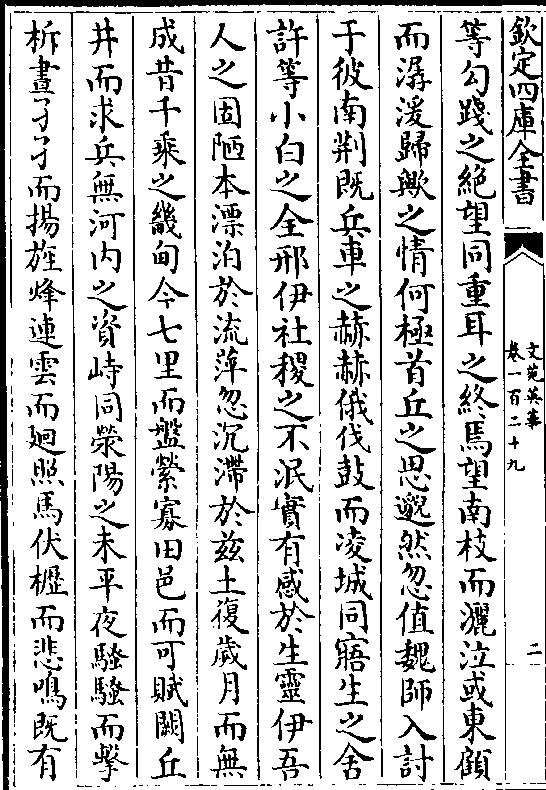 欽定四庫全書
文苑英華
卷一百二十九
二
等勾踐之絶望同重耳之終焉望南枝而灑泣或東顧
而潺湲歸歟之情何極首丘之思邈然忽值魏師入討
于彼南荆既兵車之赫赫俄伐鼓而凌城同寤生之舍
許等小白之全邢伊社稷之不泯實有感於生靈伊吾
人之固陋本漂泊於流萍忽沉滯於兹土復歲月而無
成昔千乘之畿甸今七里而盤縈寡田邑而可賦闕丘
井而求兵無河内之資峙同滎陽之未平夜騷騷而擊
柝晝孑孑而揚旌烽連雲而廻照馬伏櫪而悲鳴既有